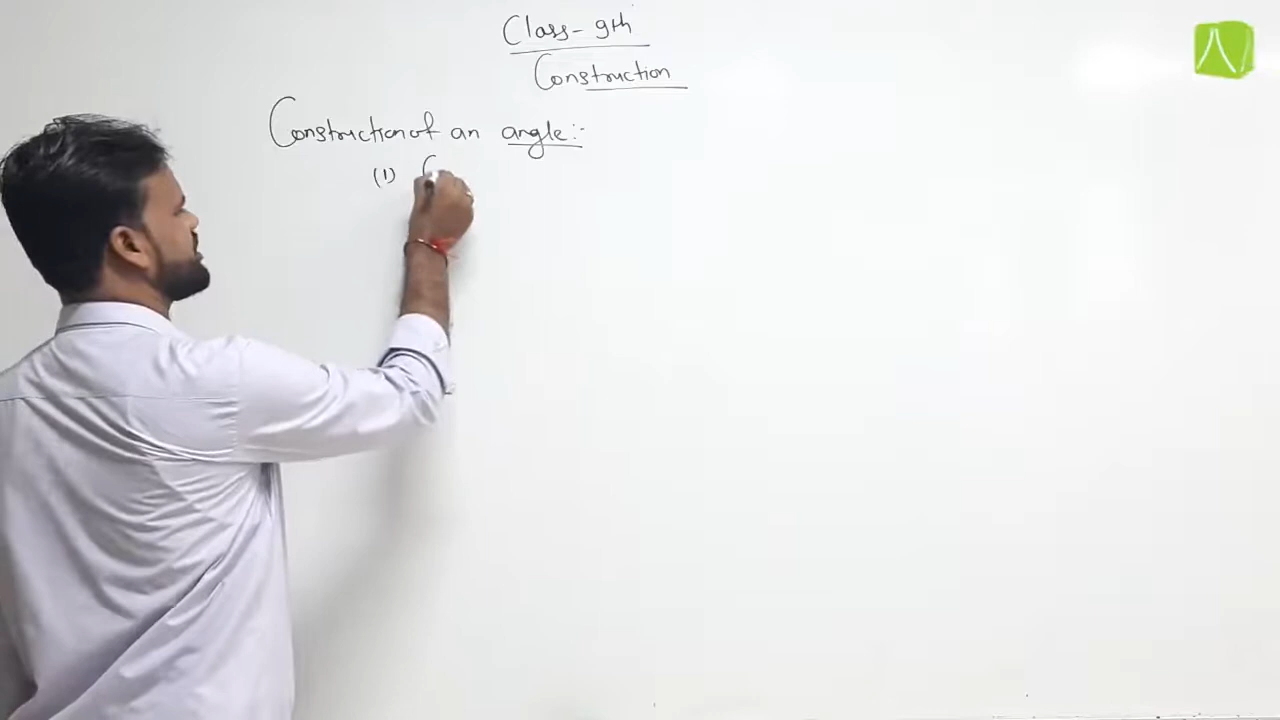 Class - 9th
Construction
Construction of an angle :-
(1) C